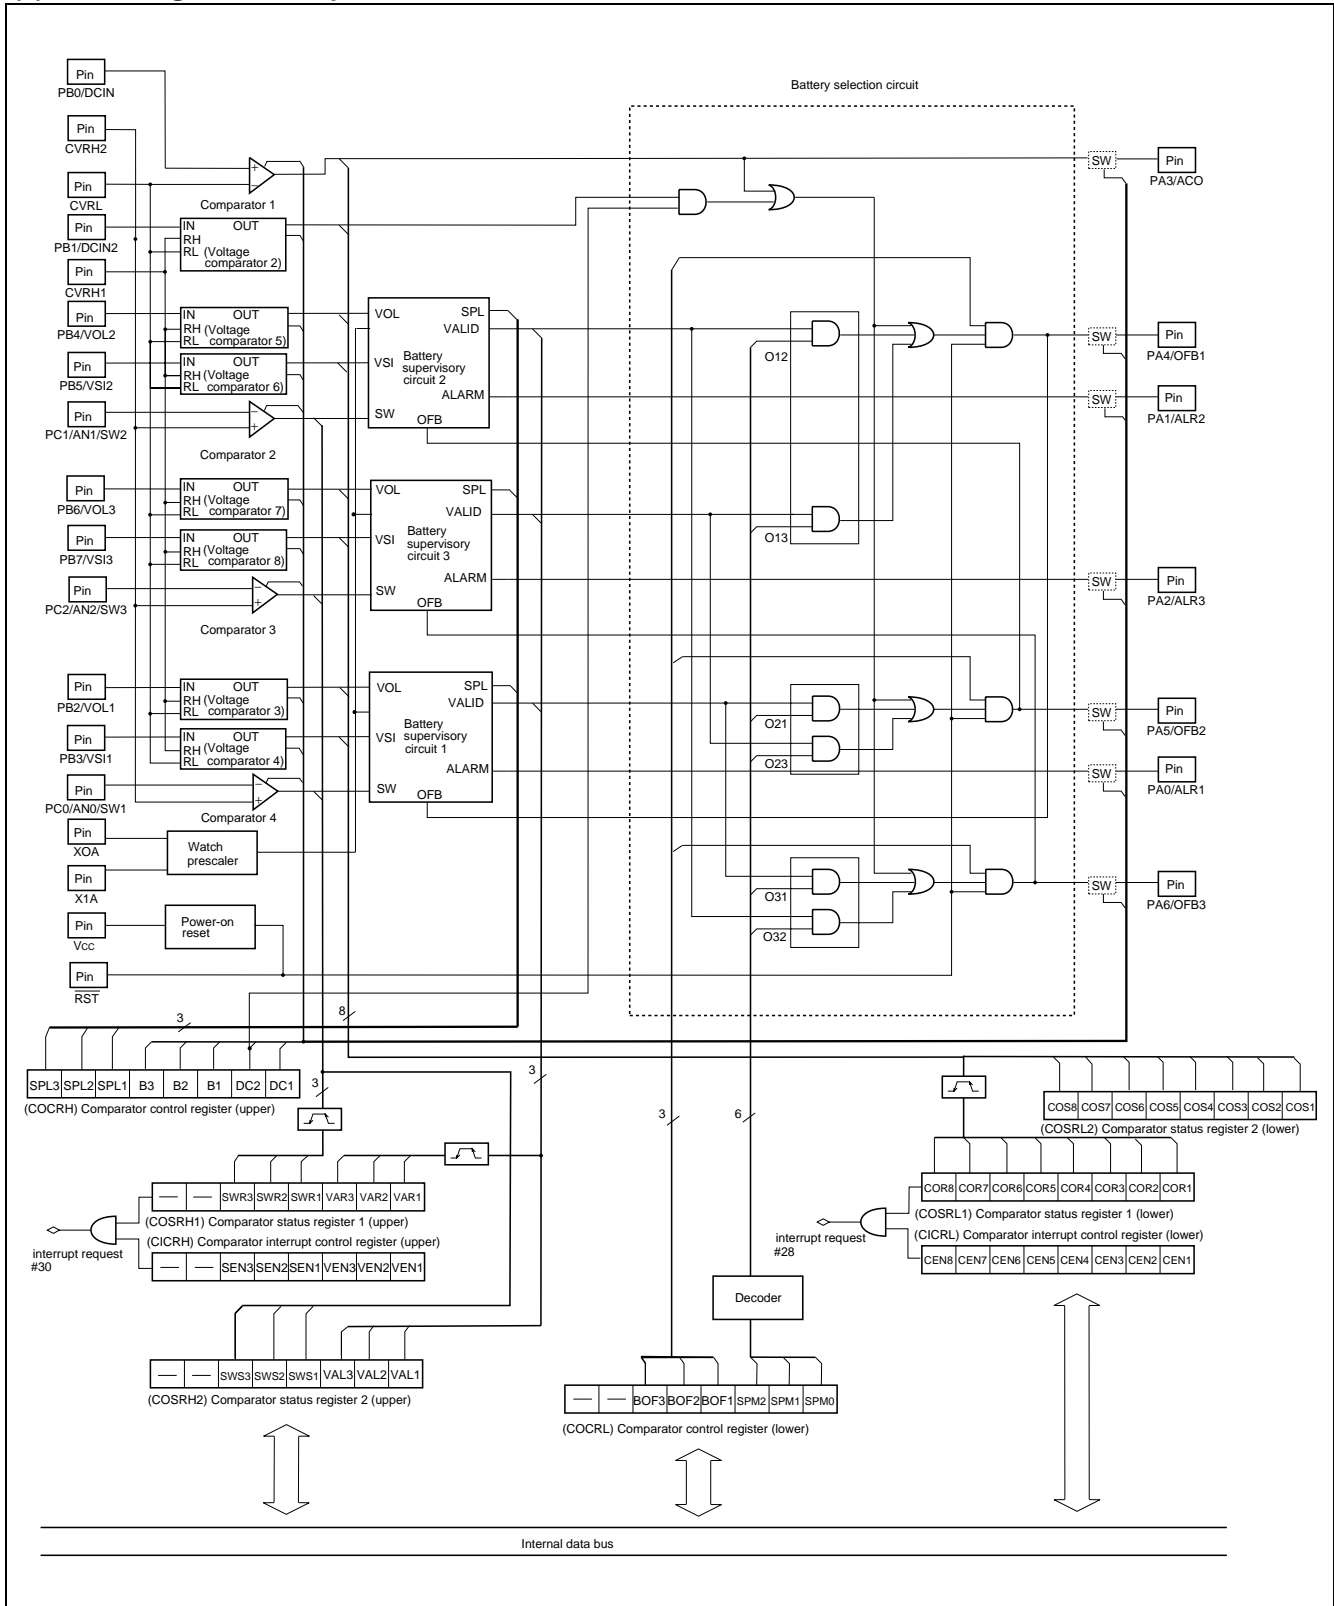 Battery selection circuit
Pin
PB0/DCIN
Pin
CVRH2
Pin
CVRL
Comparator 1
SW
Pin
PA3/ACO
Pin
PB1/DCIN2
IN OUT
RH
RL (Voltage
comparator 2)
Pin
CVRH1
Pin
PB4/VOL2
IN OUT
RH (Voltage
RL comparator 5)
Pin
PB5/VSI2
IN OUT
RH (Voltage
RL comparator 6)
Pin
PC1/AN1/SW2
Comparator 2
VOL
SPL
VALID
VSI
Battery
supervisory
circuit 2
ALARM
SW
OFB
O12
SW
Pin
PA4/OFB1
SW
Pin
PA1/ALR2
Pin
PB6/VOL3
IN OUT
RH (Voltage
RL comparator 7)
Pin
PB7/VSI3
IN OUT
RH (Voltage
RL comparator 8)
Pin
PC2/AN2/SW3
Comparator 3
VOL
SPL
VALID
VSI
Battery
supervisory
circuit 3
ALARM
SW
OFB
O13
SW
Pin
PA2/ALR3
Pin
PB2/VOL1
IN OUT
RH (Voltage
RL comparator 3)
Pin
PB3/VSI1
IN OUT
RH (Voltage
RL comparator 4)
Pin
PC0/AN0/SW1
Comparator 4
VOL
SPL
VALID
VSI
Battery
supervisory
circuit 1
ALARM
SW
OFB
O21
O23
SW
Pin
PA5/OFB2
SW
Pin
PA0/ALR1
Pin
XOA
Watch
prescaler
Pin
X1A
O31
O32
SW
Pin
PA6/OFB3
Pin
Vcc
Power-on
reset
Pin
RST
3
8
SPL3 SPL2 SPL1 B3 B2 B1 DC2 DC1
(COCRH) Comparator control register (upper)
3
3
3
6
COS8 COS7 COS6 COS5 COS4 COS3 COS2 COS1
(COSRL2) Comparator status register 2 (lower)
— — SWR3 SWR2 SWR1 VAR3 VAR2 VAR1
(COSRH1) Comparator status register 1 (upper)
(CICRH) Comparator interrupt control register (upper)
— — SEN3 SEN2 SEN1 VEN3 VEN2 VEN1
interrupt request
#30
COR8 COR7 COR6 COR5 COR4 COR3 COR2 COR1
(COSRL1) Comparator status register 1 (lower)
(CICRL) Comparator interrupt control register (lower)
CEN8 CEN7 CEN6 CEN5 CEN4 CEN3 CEN2 CEN1
interrupt request
#28
Decoder
— — SWS3 SWS2 SWS1 VAL3 VAL2 VAL1
(COSRH2) Comparator status register 2 (upper)
— — BOF3 BOF2 BOF1 SPM2 SPM1 SPM0
(COCRL) Comparator control register (lower)
Internal data bus